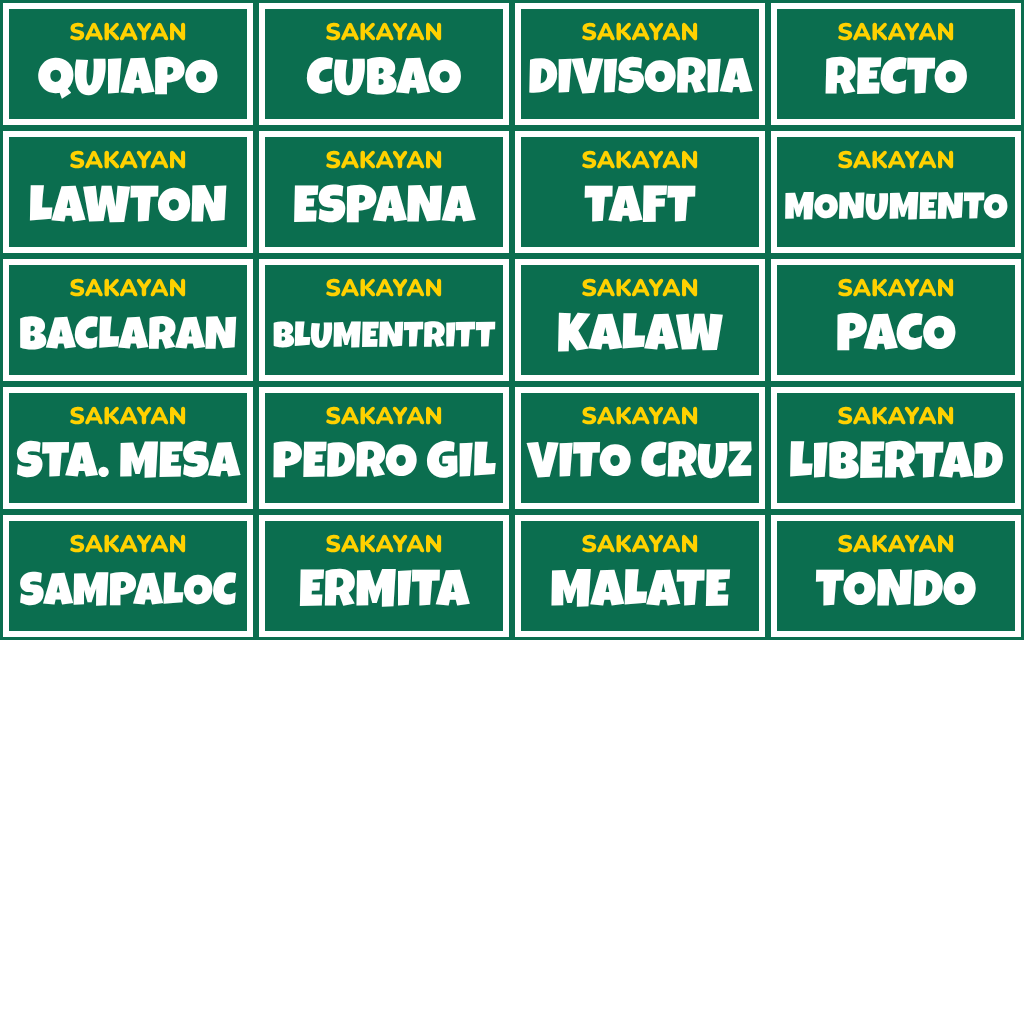 SAKAYAN
QUIAPO
SAKAYAN
CUBAO
SAKAYAN
DIVISORIA
SAKAYAN
RECTO
SAKAYAN
LAWTON
SAKAYAN
ESPANA
SAKAYAN
TAFT
SAKAYAN
MONUMENTO
SAKAYAN
BACLARAN
SAKAYAN
BLUMENTRITT
SAKAYAN
KALAW
SAKAYAN
PACO
SAKAYAN
STA. MESA
SAKAYAN
PEDRO GIL
SAKAYAN
VITO CRUZ
SAKAYAN
LIBERTAD
SAKAYAN
SAMPALOC
SAKAYAN
ERMITA
SAKAYAN
MALATE
SAKAYAN
TONDO